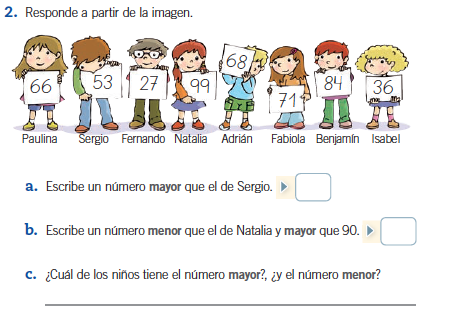 2. Responde a partir de la imagen.
66 53 27 99 68 71 84 36
Paulina Sergio Fernando Natalia Adrián Fabiola Benjamín Isabel
a. Escribe un número mayor que el de Sergio.
b. Escribe un número menor que el de Natalia y mayor que 90.
c. ¿Cuál de los niños tiene el número mayor?, ¿y el número menor?